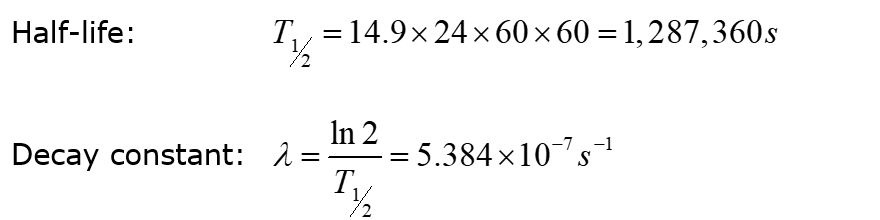 Half-life: T½ = 14.9 × 24 × 60 × 60 = 1,287,360s
Decay constant: λ = ln 2 / T½ = 5.384 × 10⁻⁷ s⁻¹